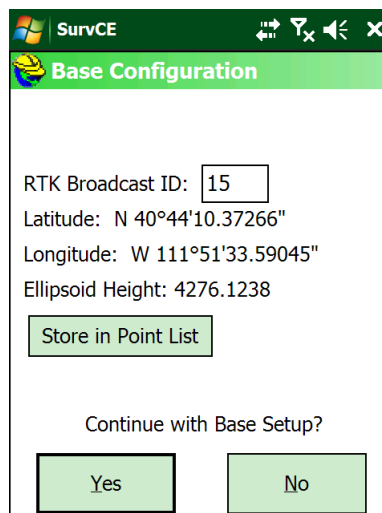 SurvCE
Base Configuration
RTK Broadcast ID: 15
Latitude: N 40°44'10.37266"
Longitude: W 111°51'33.59045"
Ellipsoid Height: 4276.1238
Store in Point List
Continue with Base Setup?
Yes No